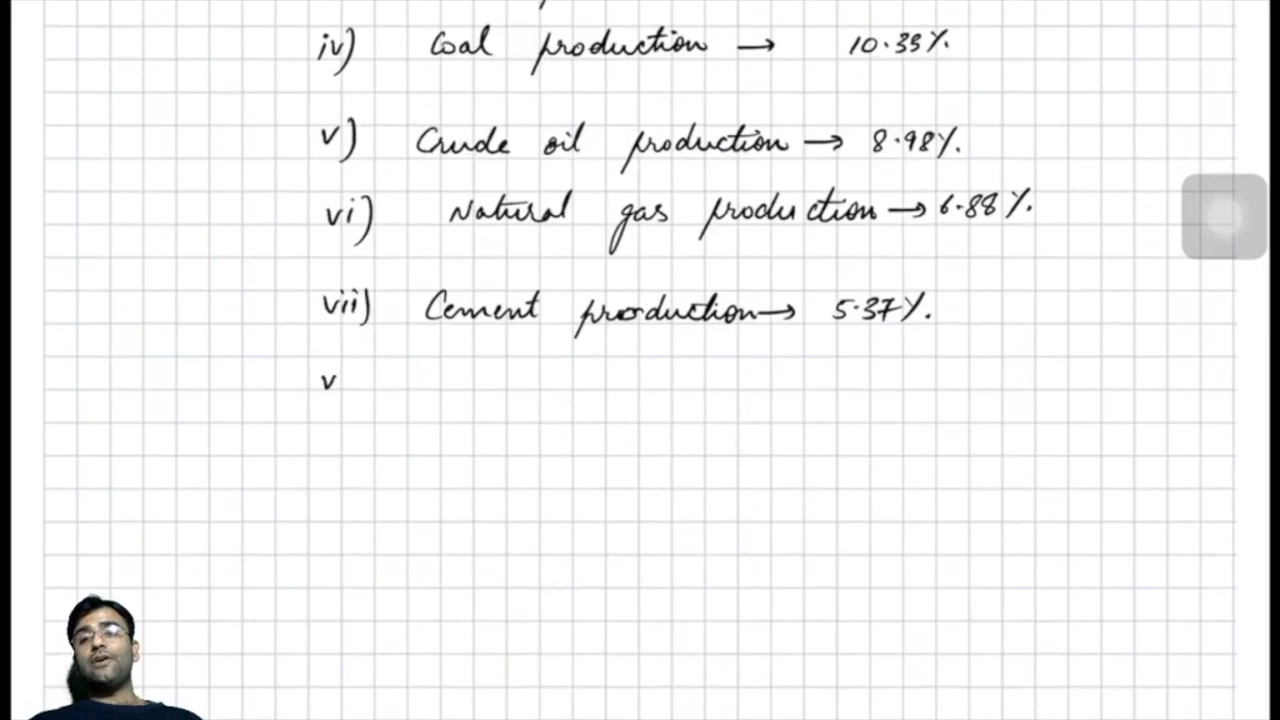 iv) Coal production → 10.33%.
v) Crude oil production → 8.98%.
vi) Natural gas production → 6.88%.
vii) Cement production → 5.37%.
v